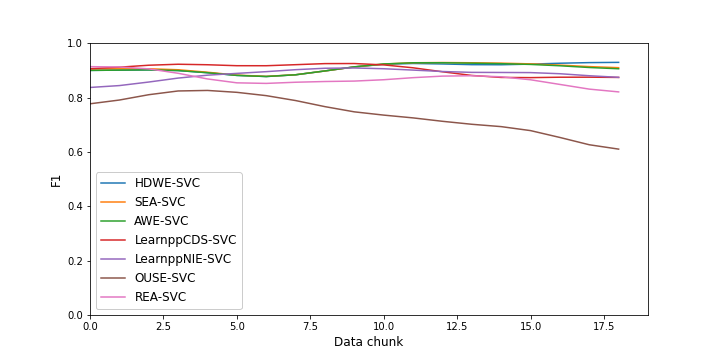 1.0
0.8
0.6
0.4
0.2
0.0
F1
HDWE-SVC
SEA-SVC
AWE-SVC
LearnppCDS-SVC
LearnppNIE-SVC
OUSE-SVC
REA-SVC
0.0 2.5 5.0 7.5 10.0 12.5 15.0 17.5
Data chunk